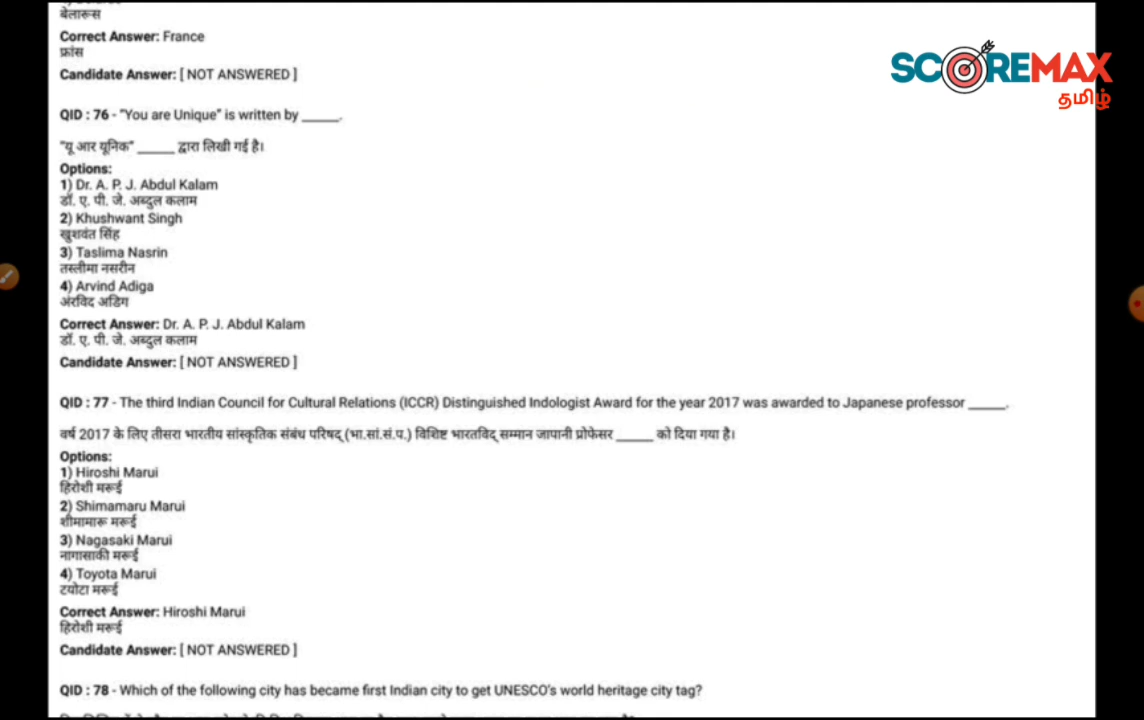 बेलारूस
Correct Answer: France
फ्रांस
Candidate Answer: [ NOT ANSWERED ]
SCOREMAX
தமிழ்
QID : 76 - "You are Unique" is written by _____.
"यू आर यूनिक" _____ द्वारा लिखी गई है।
Options:
1) Dr. A. P. J. Abdul Kalam
डॉ. ए. पी. जे. अब्दुल कलाम
2) Khushwant Singh
खुशवंत सिंह
3) Taslima Nasrin
तस्लीमा नसरीन
4) Arvind Adiga
अंरविद अडिग
Correct Answer: Dr. A. P. J. Abdul Kalam
डॉ. ए. पी. जे. अब्दुल कलाम
Candidate Answer: [ NOT ANSWERED ]
QID : 77 - The third Indian Council for Cultural Relations (ICCR) Distinguished Indologist Award for the year 2017 was awarded to Japanese professor _____.
वर्ष 2017 के लिए तीसरा भारतीय सांस्कृतिक संबंध परिषद् (भा.सां.सं.प.) विशिष्ट भारतविद् सम्मान जापानी प्रोफेसर _____ को दिया गया है।
Options:
1) Hiroshi Marui
हिरोशी मरूई
2) Shimamaru Marui
शीमामारू मरूई
3) Nagasaki Marui
नागासाकी मरूई
4) Toyota Marui
टयोटा मरूई
Correct Answer: Hiroshi Marui
हिरोशी मरूई
Candidate Answer: [ NOT ANSWERED ]
QID : 78 - Which of the following city has became first Indian city to get UNESCO's world heritage city tag?